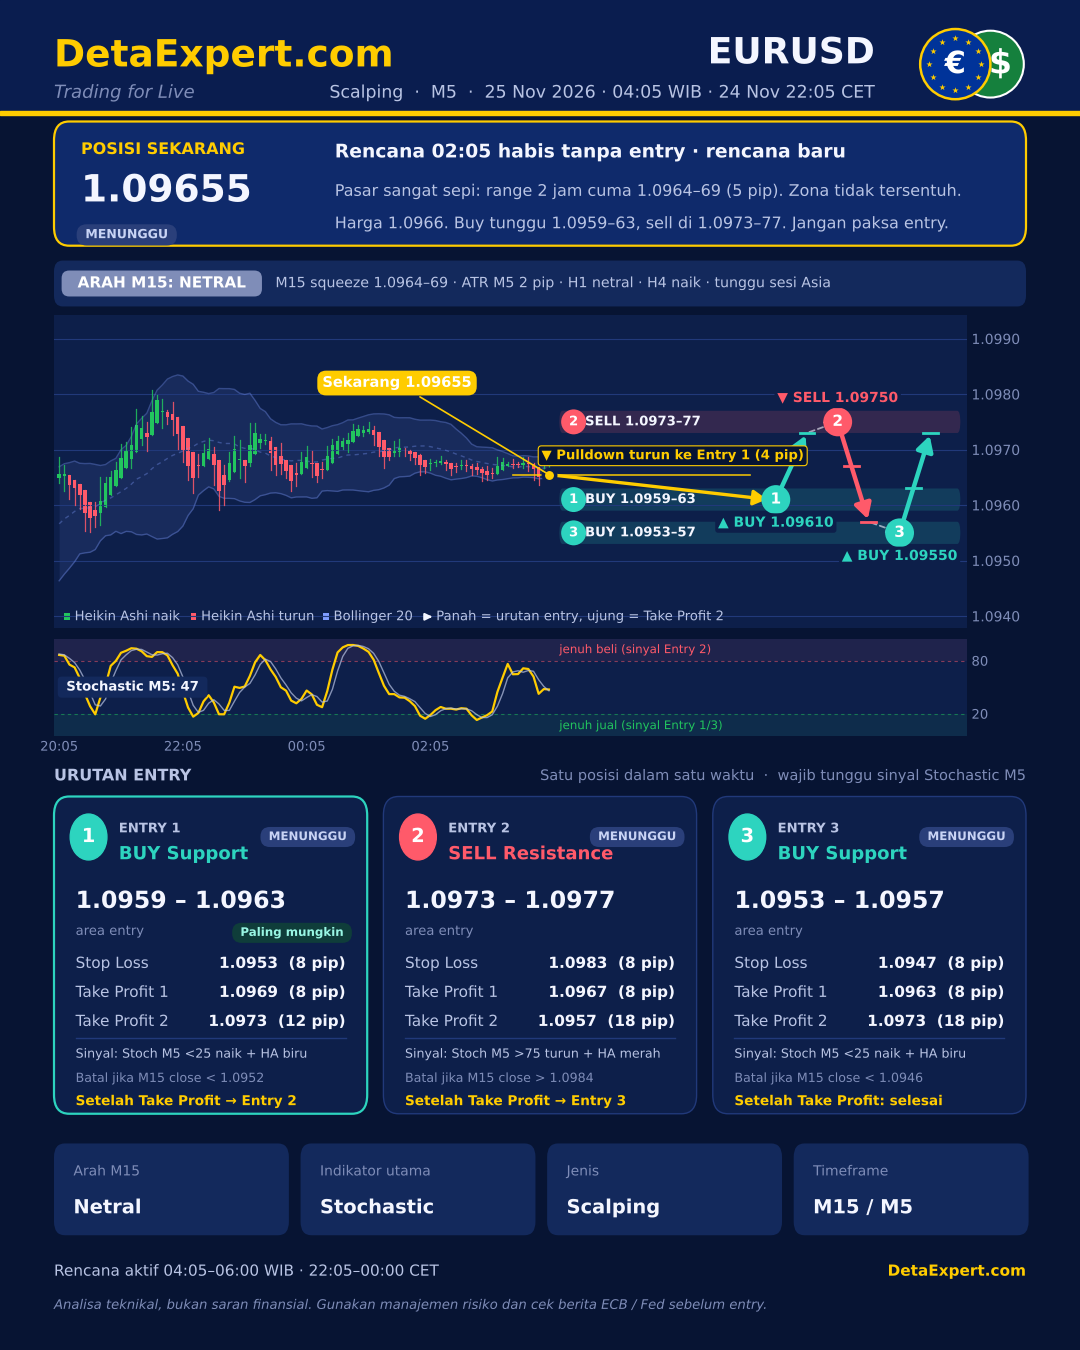 DetaExpert.com
Trading for Live
EURUSD
Scalping · M5 · 25 Nov 2026 · 04:05 WIB · 24 Nov 22:05 CET
€ $
POSISI SEKARANG
1.09655
MENUNGGU
Rencana 02:05 habis tanpa entry · rencana baru
Pasar sangat sepi: range 2 jam cuma 1.0964–69 (5 pip). Zona tidak tersentuh.
Harga 1.0966. Buy tunggu 1.0959–63, sell di 1.0973–77. Jangan paksa entry.
ARAH M15: NETRAL
M15 squeeze 1.0964–69 · ATR M5 2 pip · H1 netral · H4 naik · tunggu sesi Asia
1.0990
1.0980
1.0970
1.0960
1.0950
1.0940
Sekarang 1.09655
▼ SELL 1.09750
2 SELL 1.0973–77
2
▼ Pulldown turun ke Entry 1 (4 pip)
1 BUY 1.0959–63
1
▲ BUY 1.09610
3 BUY 1.0953–57
3
▲ BUY 1.09550
Heikin Ashi naik
Heikin Ashi turun
Bollinger 20
Panah = urutan entry, ujung = Take Profit 2
jenuh beli (sinyal Entry 2)
80
Stochastic M5: 47
20
jenuh jual (sinyal Entry 1/3)
20:05 22:05 00:05 02:05
URUTAN ENTRY
Satu posisi dalam satu waktu · wajib tunggu sinyal Stochastic M5
1
ENTRY 1
MENUNGGU
BUY Support
1.0959 – 1.0963
area entry
Paling mungkin
Stop Loss 1.0953 (8 pip)
Take Profit 1 1.0969 (8 pip)
Take Profit 2 1.0973 (12 pip)
Sinyal: Stoch M5 <25 naik + HA biru
Batal jika M15 close < 1.0952
Setelah Take Profit → Entry 2
2
ENTRY 2
MENUNGGU
SELL Resistance
1.0973 – 1.0977
area entry
Stop Loss 1.0983 (8 pip)
Take Profit 1 1.0967 (8 pip)
Take Profit 2 1.0957 (18 pip)
Sinyal: Stoch M5 >75 turun + HA merah
Batal jika M15 close > 1.0984
Setelah Take Profit → Entry 3
3
ENTRY 3
MENUNGGU
BUY Support
1.0953 – 1.0957
area entry
Stop Loss 1.0947 (8 pip)
Take Profit 1 1.0963 (8 pip)
Take Profit 2 1.0973 (18 pip)
Sinyal: Stoch M5 <25 naik + HA biru
Batal jika M15 close < 1.0946
Setelah Take Profit: selesai
Arah M15
Netral
Indikator utama
Stochastic
Jenis
Scalping
Timeframe
M15 / M5
Rencana aktif 04:05–06:00 WIB · 22:05–00:00 CET
DetaExpert.com
Analisa teknikal, bukan saran finansial. Gunakan manajemen risiko dan cek berita ECB / Fed sebelum entry.